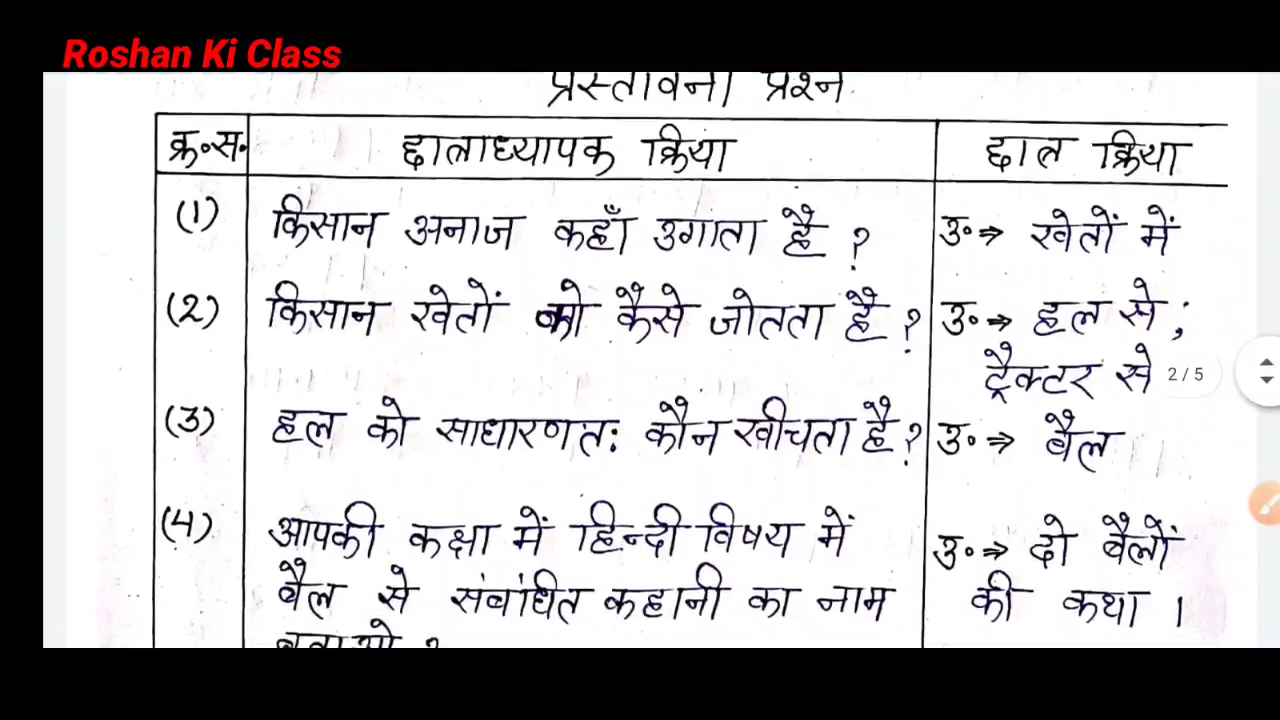 Roshan Ki Class
प्रस्तावना प्रश्न
क्र॰स॰ छात्राध्यापक क्रिया छात्र क्रिया
(1) किसान अनाज कहाँ उगाता है ? उ॰ ⇒ खेतों में
(2) किसान खेतों को कैसे जोतता है ? उ॰ ⇒ हल से ;
ट्रैक्टर से
2 / 5
(3) हल को साधारणतः कौन खीचता है ? उ॰ ⇒ बैल
(4) आपकी कक्षा में हिन्दी विषय में उ॰ ⇒ दो बैलों
बैल से संबंधित कहानी का नाम की कथा ।
बताओ ?